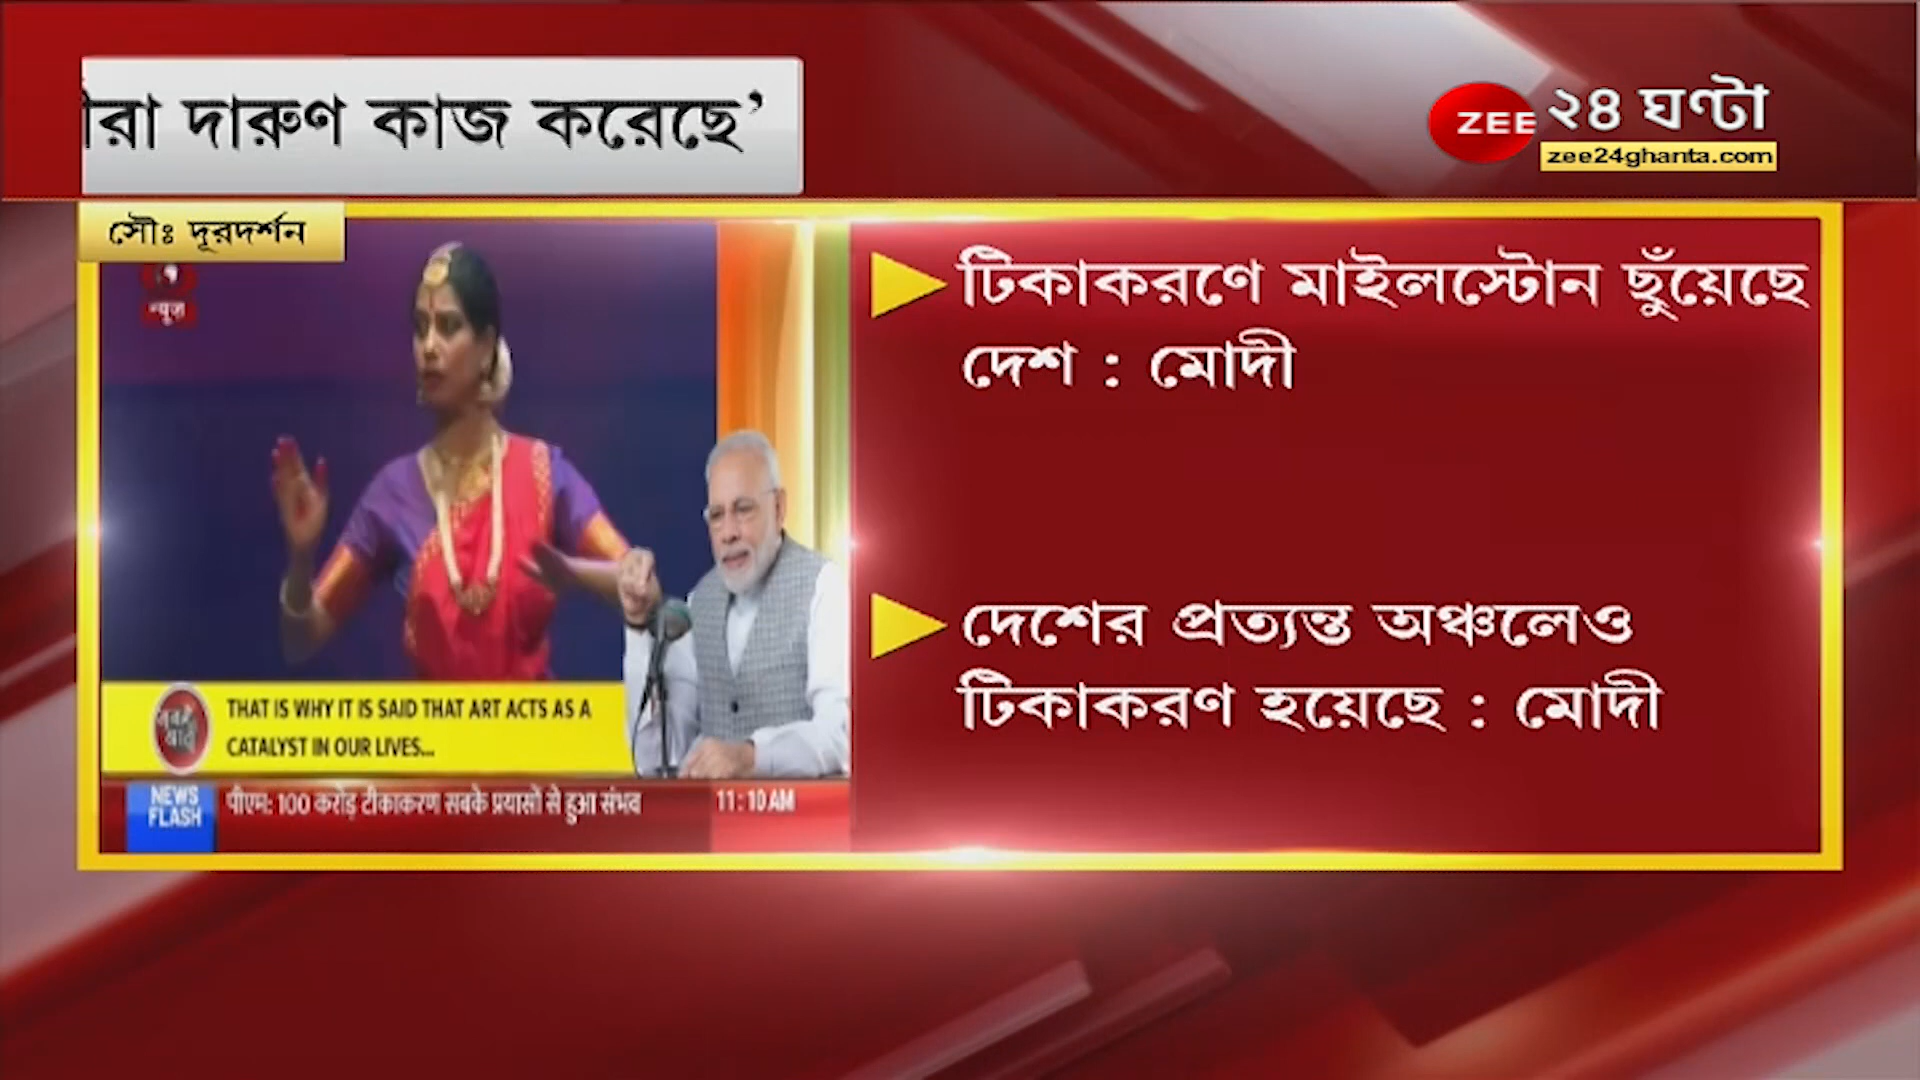 রা দারুণ কাজ করেছে’
ZEE ২৪ ঘণ্টা
zee24ghanta.com
সৌঃ দূরদর্শন
न्यूज़
টিকাকরণে মাইলস্টোন ছুঁয়েছে
দেশ : মোদী
দেশের প্রত্যন্ত অঞ্চলেও
টিকাকরণ হয়েছে : মোদী
THAT IS WHY IT IS SAID THAT ART ACTS AS A
CATALYST IN OUR LIVES...
NEWS
FLASH
पीएम: 100 करोड़ टीकाकरण सबके प्रयासों से हुआ संभव
11:10 AM